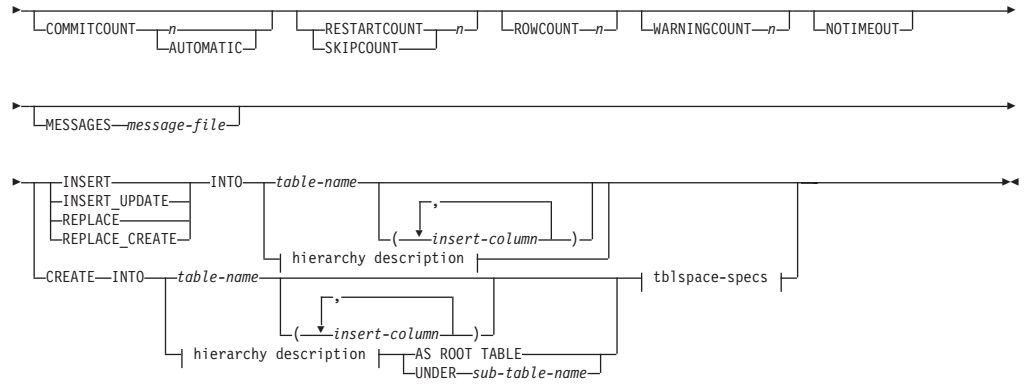 COMMITCOUNT n RESTARTCOUNT n ROWCOUNT n WARNINGCOUNT n NOTIMEOUT
AUTOMATIC SKIPCOUNT
MESSAGES message-file
INSERT INTO table-name
INSERT_UPDATE ,
REPLACE ( insert-column )
REPLACE_CREATE
hierarchy description
CREATE INTO table-name tblspace-specs
,
( insert-column )
hierarchy description AS ROOT TABLE
UNDER sub-table-name